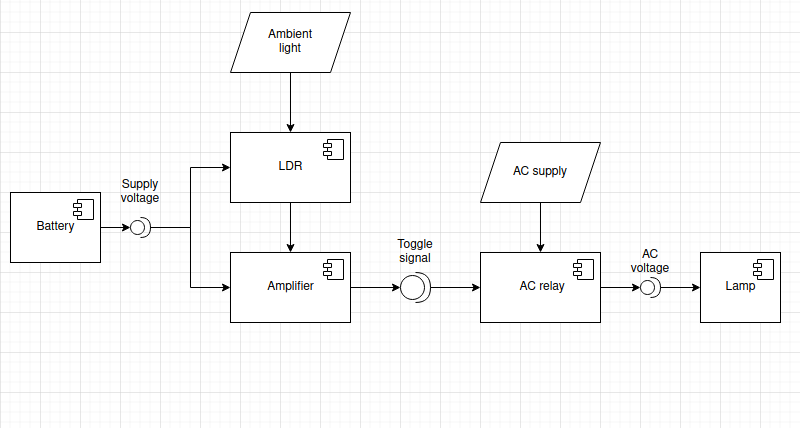 Ambient
light
LDR
AC supply
Supply
voltage
Battery
Toggle
signal
AC
voltage
Amplifier
AC relay
Lamp